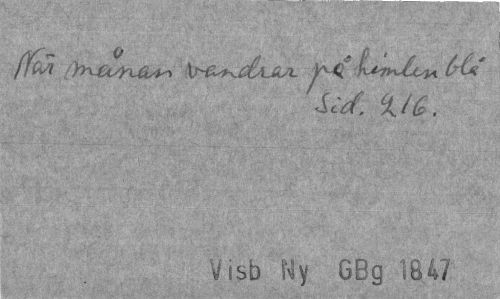 När månan vandrar på himlen blå
Sid. 216.
Visb Ny GBg 1847